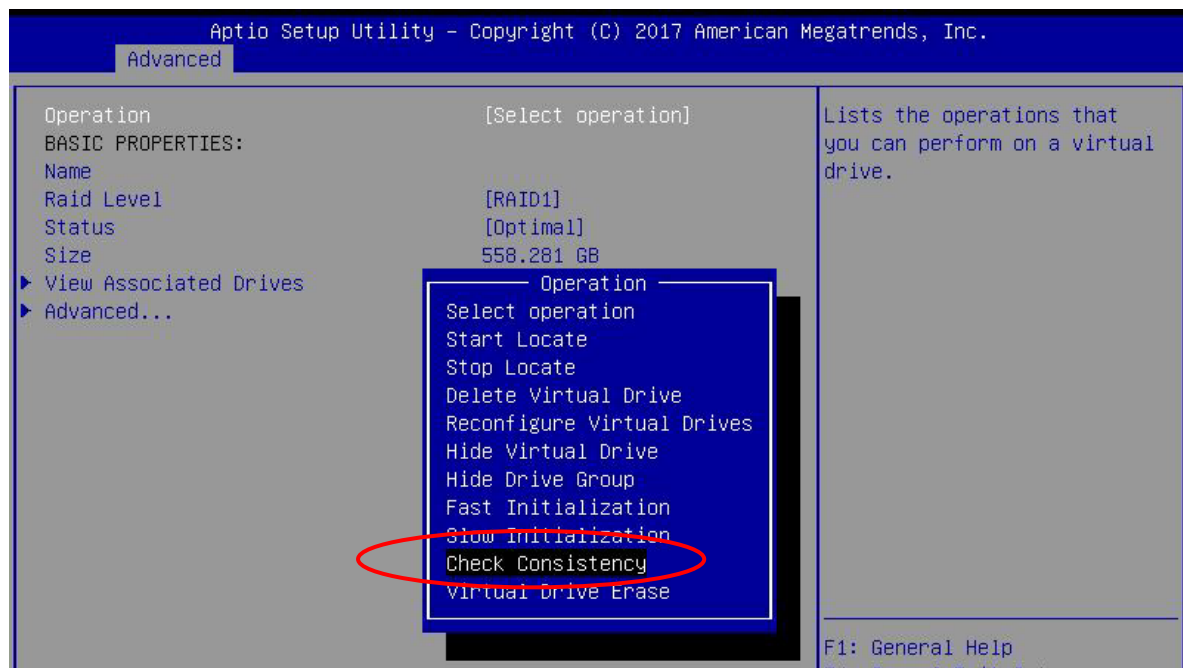 Aptio Setup Utility – Copyright (C) 2017 American Megatrends, Inc.
Advanced
Operation [Select operation]
BASIC PROPERTIES:
Name
Raid Level [RAID1]
Status [Optimal]
Size 558.281 GB
View Associated Drives
Advanced...
Operation
Select operation
Start Locate
Stop Locate
Delete Virtual Drive
Reconfigure Virtual Drives
Hide Virtual Drive
Hide Drive Group
Fast Initialization
Slow Initialization
Check Consistency
Virtual Drive Erase
Lists the operations that
you can perform on a virtual
drive.
F1: General Help